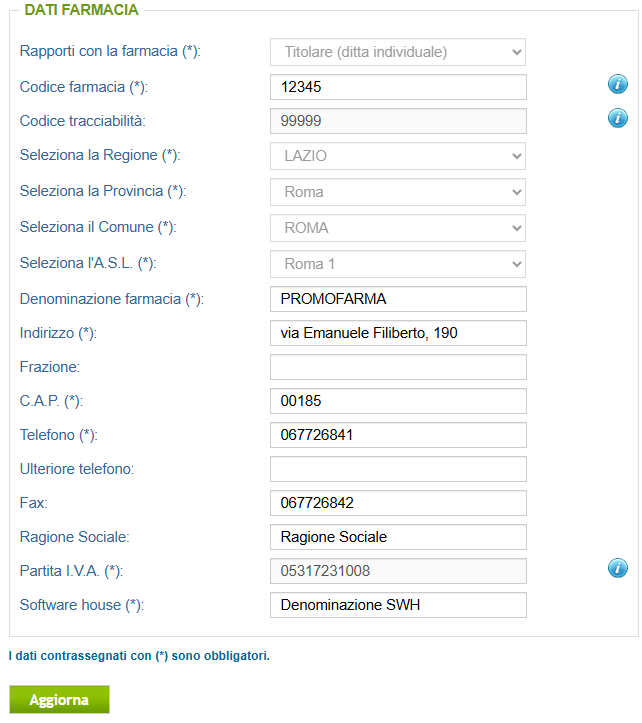 DATI FARMACIA
Rapporti con la farmacia (*): Titolare (ditta individuale)
Codice farmacia (*): 12345
Codice tracciabilità: 99999
Seleziona la Regione (*): LAZIO
Seleziona la Provincia (*): Roma
Seleziona il Comune (*): ROMA
Seleziona l'A.S.L. (*): Roma 1
Denominazione farmacia (*): PROMOFARMA
Indirizzo (*): via Emanuele Filiberto, 190
Frazione:
C.A.P. (*): 00185
Telefono (*): 067726841
Ulteriore telefono:
Fax: 067726842
Ragione Sociale: Ragione Sociale
Partita I.V.A. (*): 05317231008
Software house (*): Denominazione SWH
I dati contrassegnati con (*) sono obbligatori.
Aggiorna